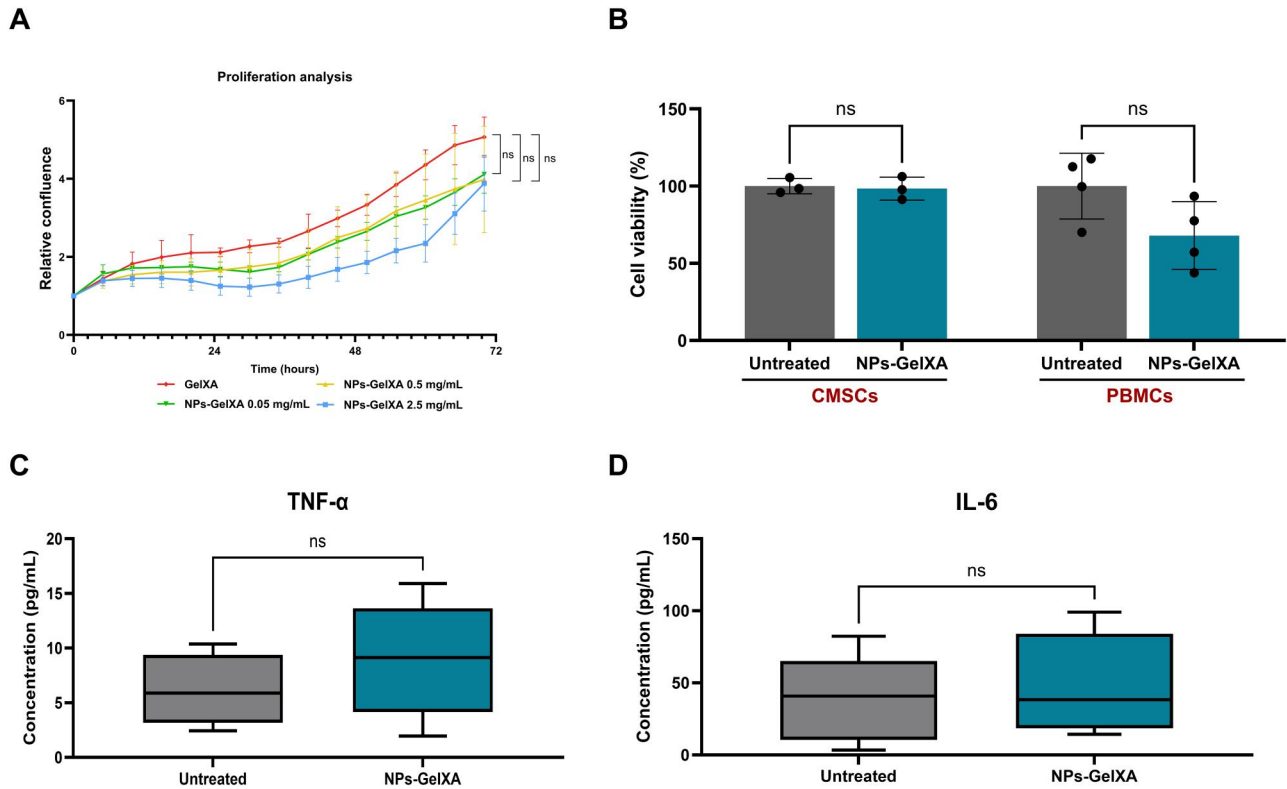 A
Proliferation analysis
Relative confluence
6
4
2
0
ns
ns
ns
0
24
48
72
Time (hours)
GelXA
NPs-GelXA 0.5 mg/mL
NPs-GelXA 0.05 mg/mL
NPs-GelXA 2.5 mg/mL
B
Cell viability (%)
150
100
50
0
ns
ns
Untreated
NPs-GelXA
Untreated
NPs-GelXA
CMSCs
PBMCs
C
TNF-α
Concentration (pg/mL)
20
15
10
5
0
ns
Untreated
NPs-GelXA
D
IL-6
Concentration (pg/mL)
150
100
50
0
ns
Untreated
NPs-GelXA